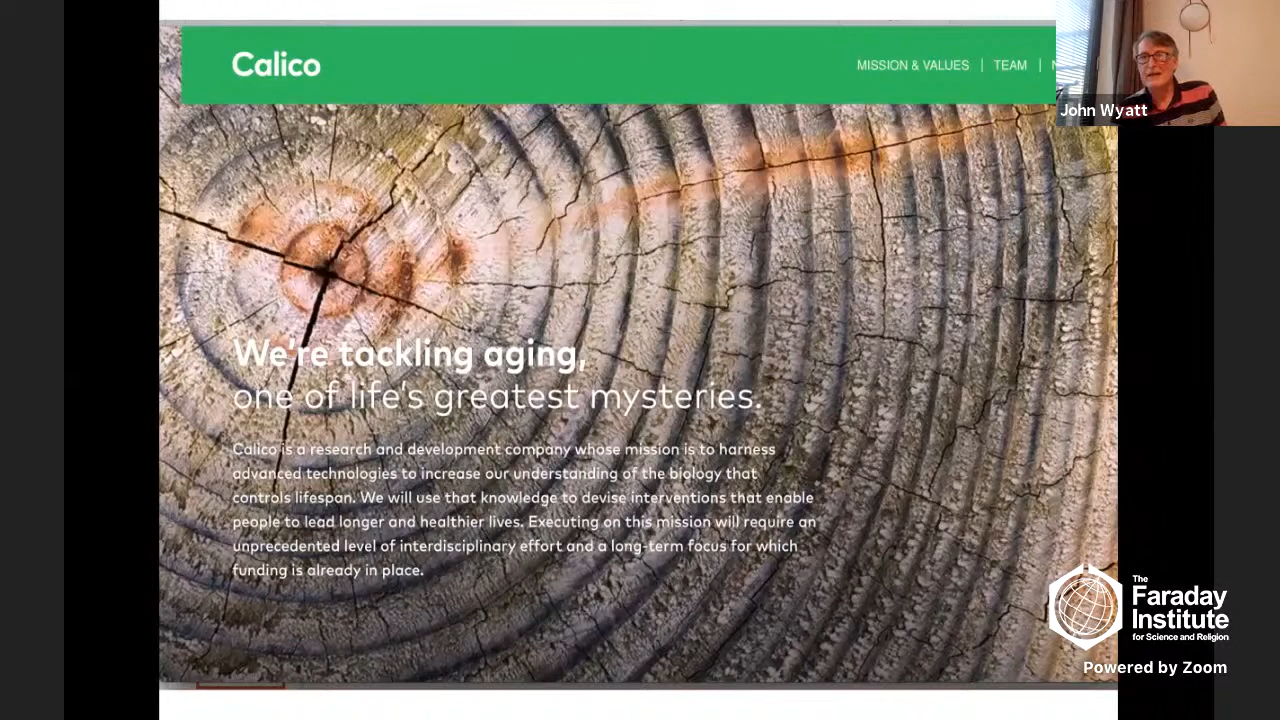 Calico
MISSION & VALUES | TEAM |
John Wyatt
We're tackling aging,
one of life's greatest mysteries.
Calico is a research and development company whose mission is to harness
advanced technologies to increase our understanding of the biology that
controls lifespan. We will use that knowledge to devise interventions that enable
people to lead longer and healthier lives. Executing on this mission will require an
unprecedented level of interdisciplinary effort and a long-term focus for which
funding is already in place.
The
Faraday
Institute
for Science and Religion
Powered by Zoom